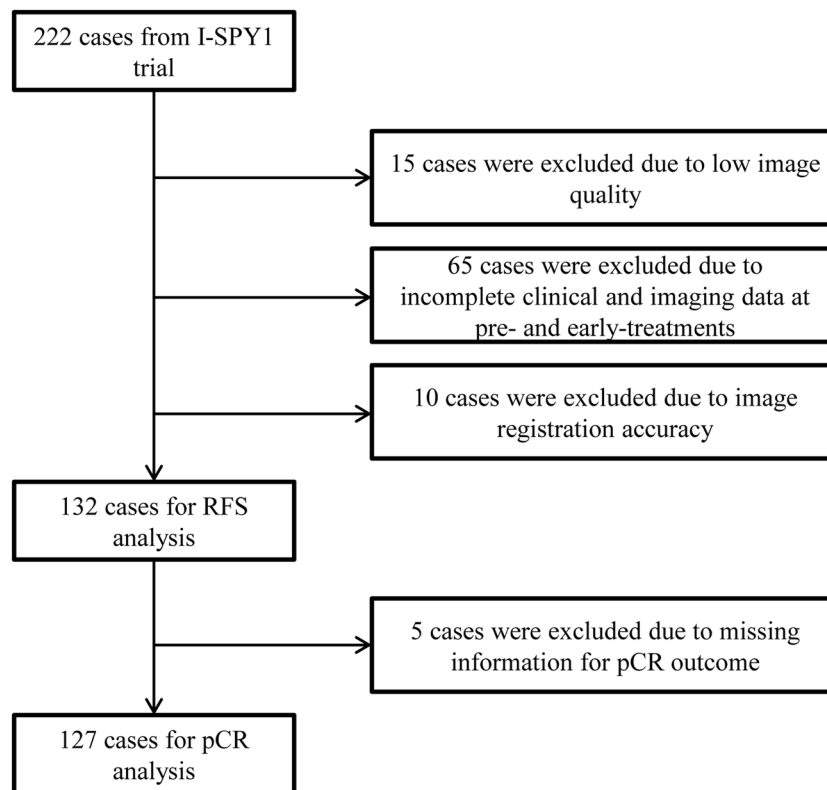 222 cases from I-SPY1
trial
15 cases were excluded due to low image
quality
65 cases were excluded due to
incomplete clinical and imaging data at
pre- and early-treatments
10 cases were excluded due to image
registration accuracy
132 cases for RFS
analysis
5 cases were excluded due to missing
information for pCR outcome
127 cases for pCR
analysis